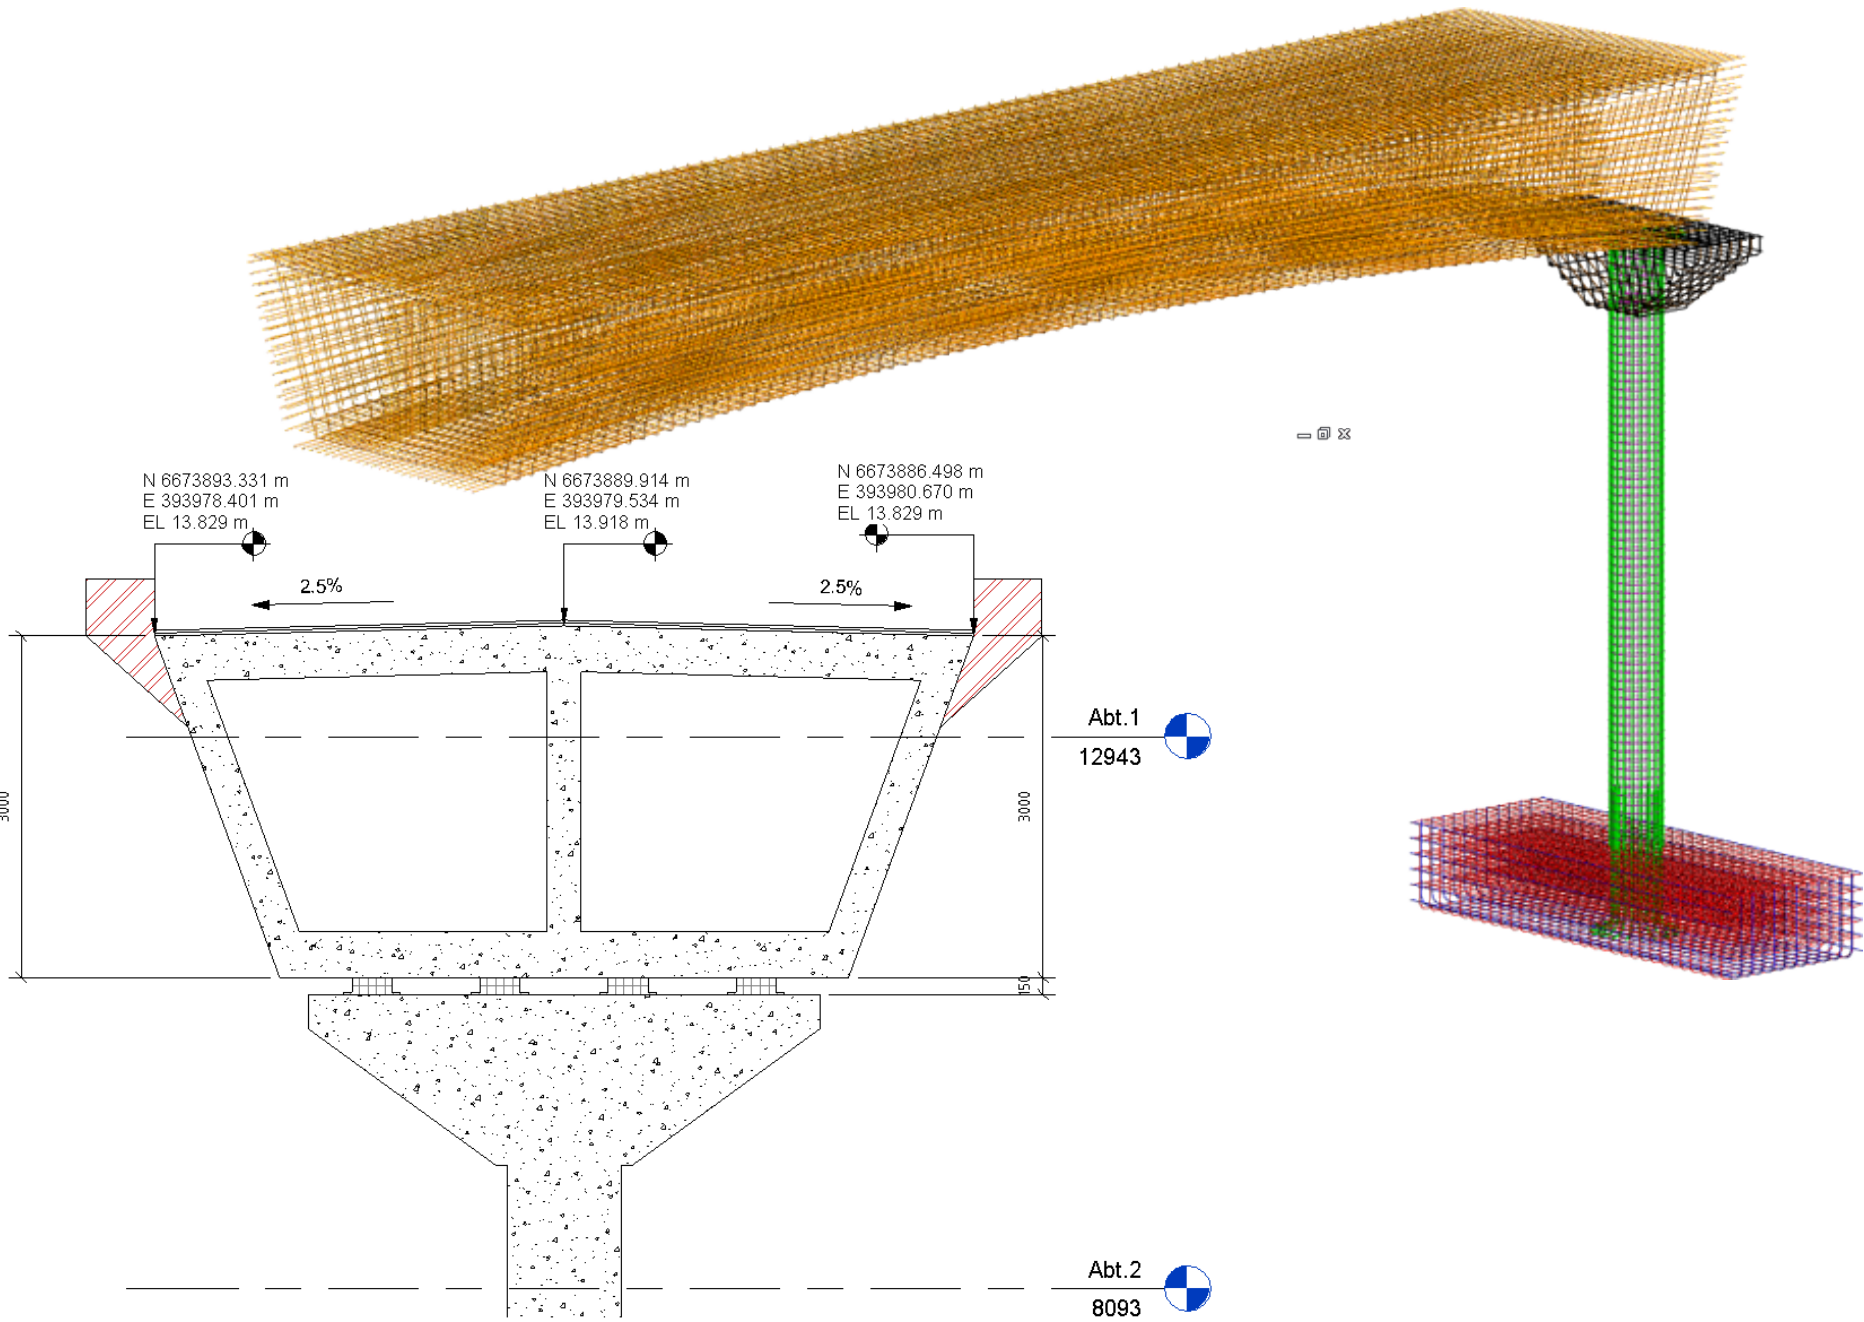 N 6673893.331 m
E 393978.401 m
EL 13.829 m
N 6673889.914 m
E 393979.534 m
EL 13.918 m
N 6673886.498 m
E 393980.670 m
EL 13.829 m
2.5%
2.5%
Abt.1
12943
3000
3000
150
Abt.2
8093